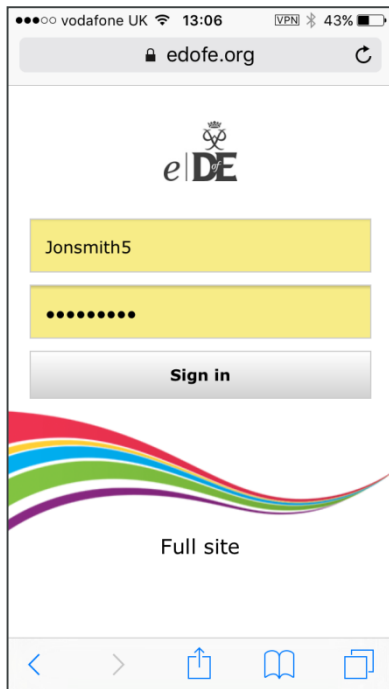 vodafone UK 13:06 VPN 43%
edofe.org
e|DofE
Jonsmith5
•••••••••
Sign in
Full site